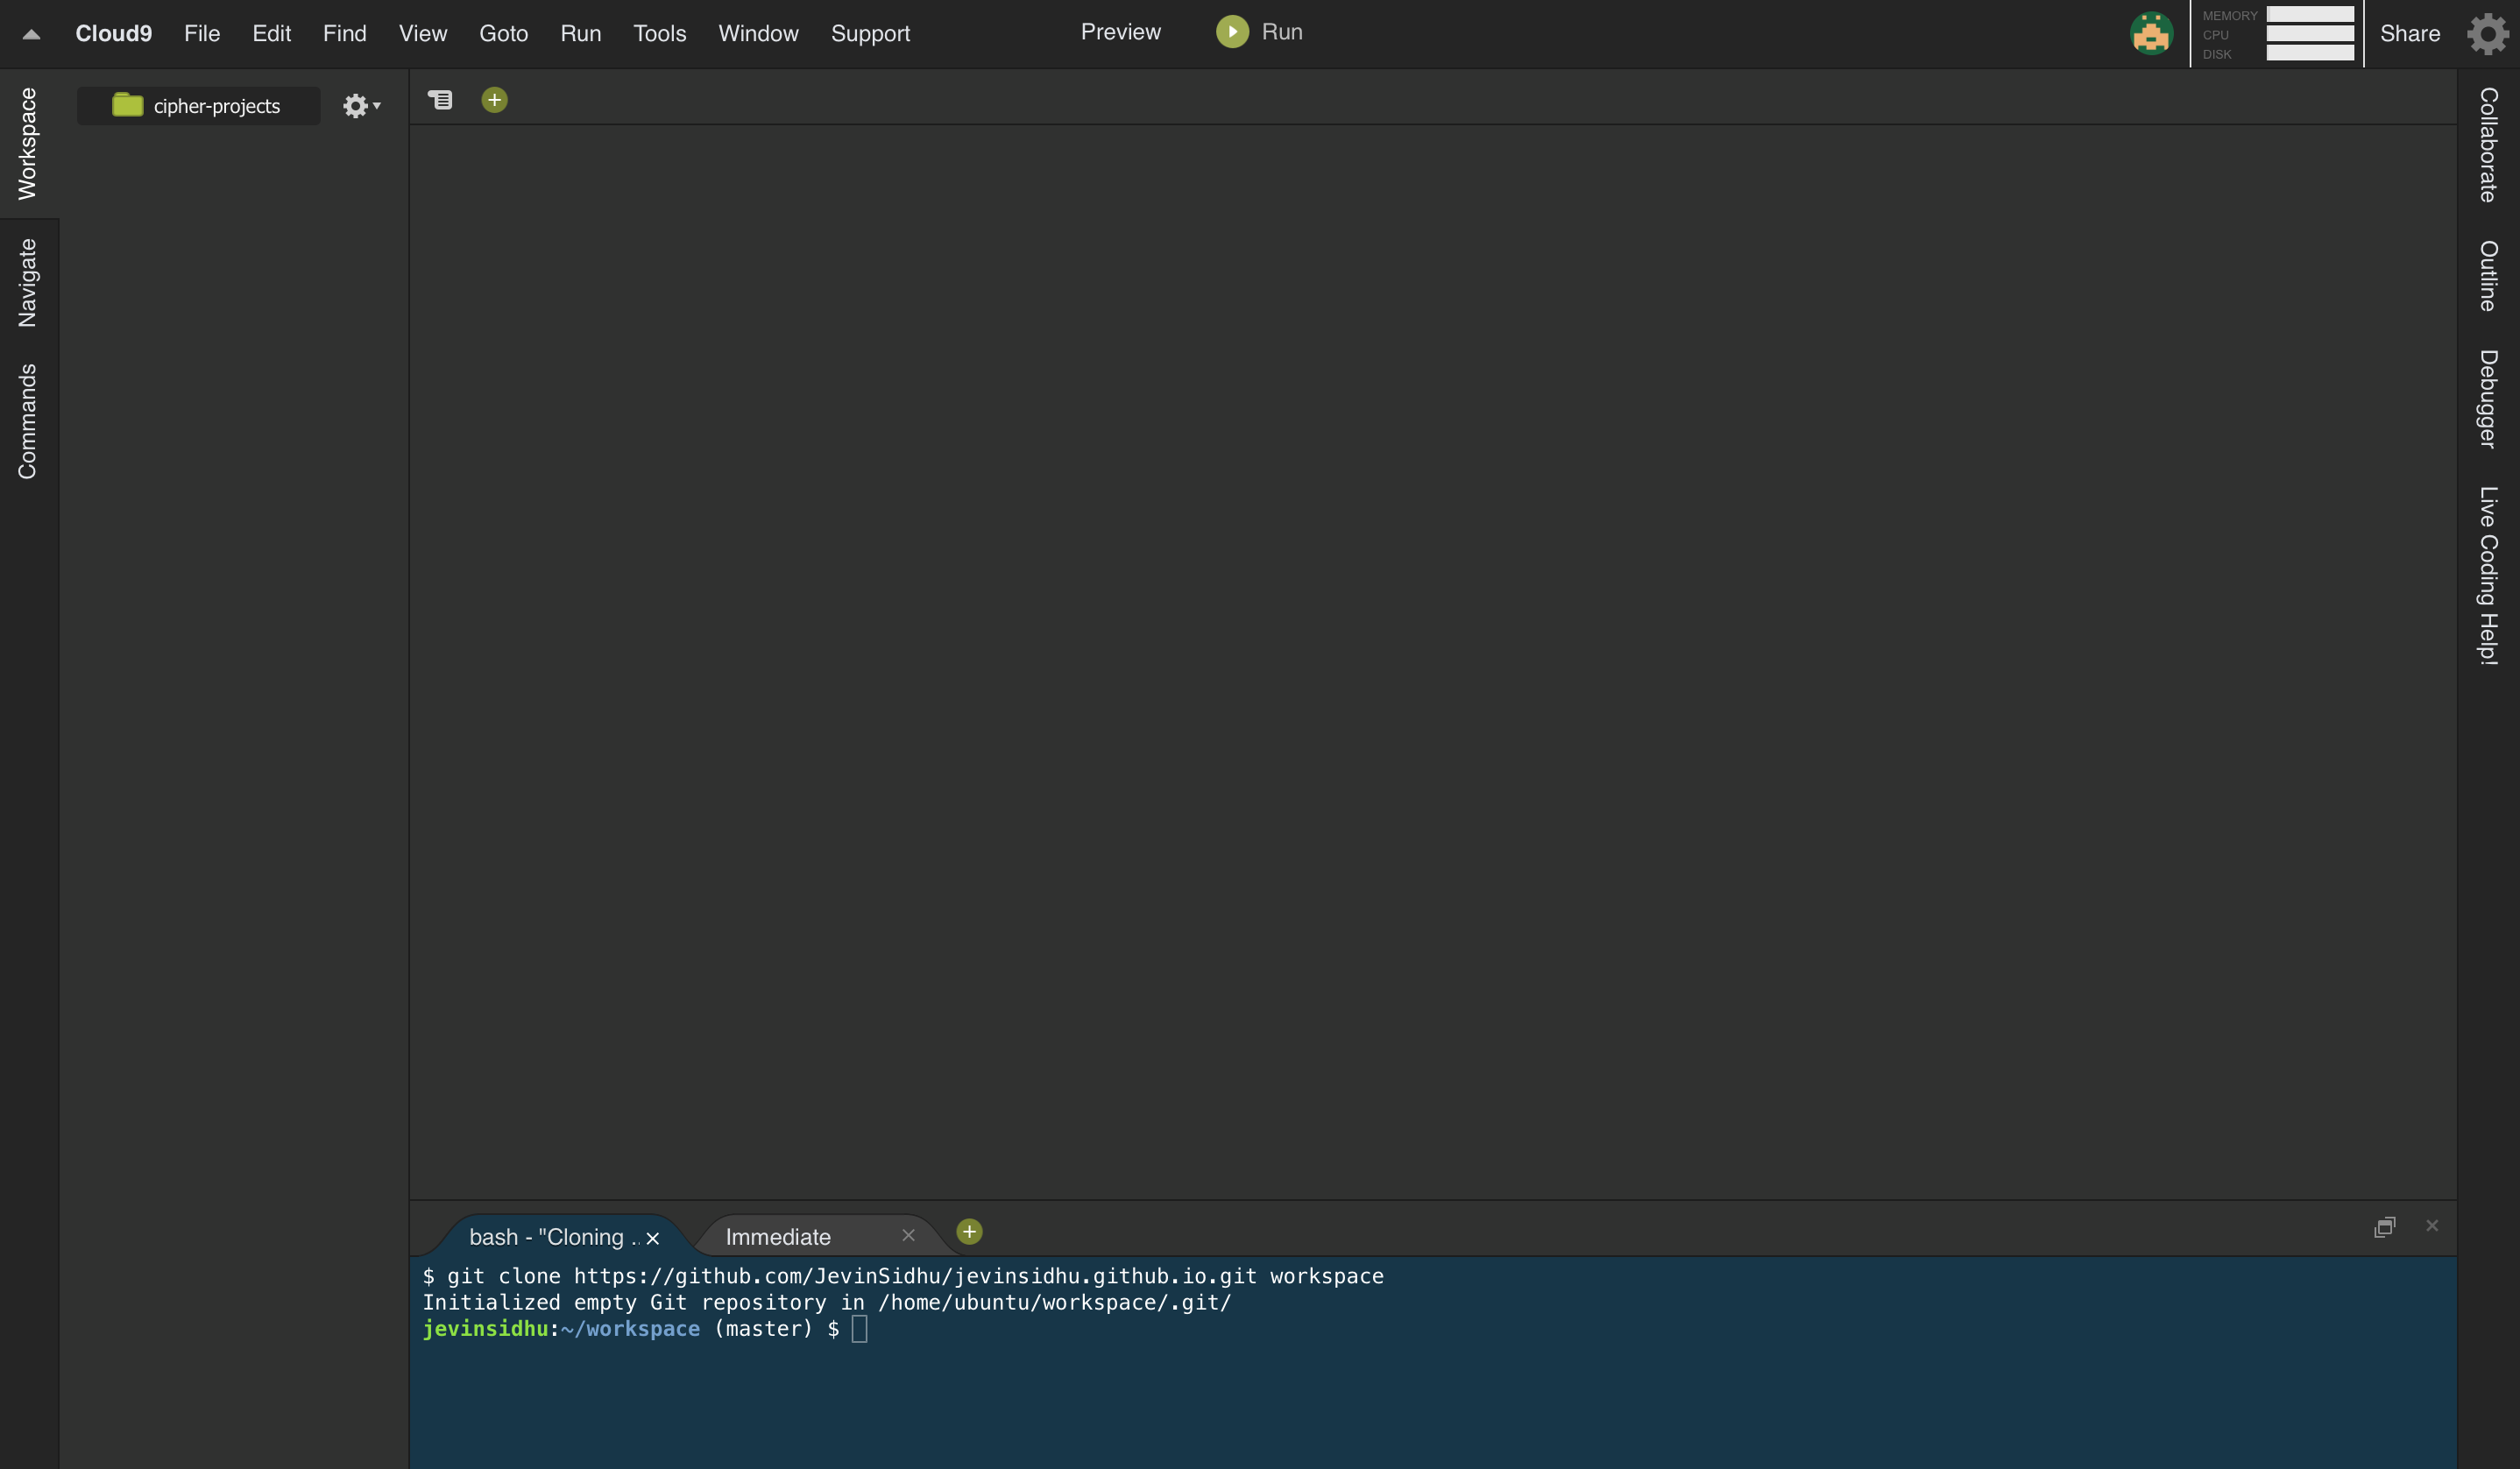 Cloud9 File Edit Find View Goto Run Tools Window Support Preview Run MEMORY CPU DISK Share
Workspace
Navigate
Commands
cipher-projects
Collaborate
Outline
Debugger
Live Coding Help!
bash - "Cloning .. Immediate
$ git clone https://github.com/JevinSidhu/jevinsidhu.github.io.git workspace
Initialized empty Git repository in /home/ubuntu/workspace/.git/
jevinsidhu:~/workspace (master) $